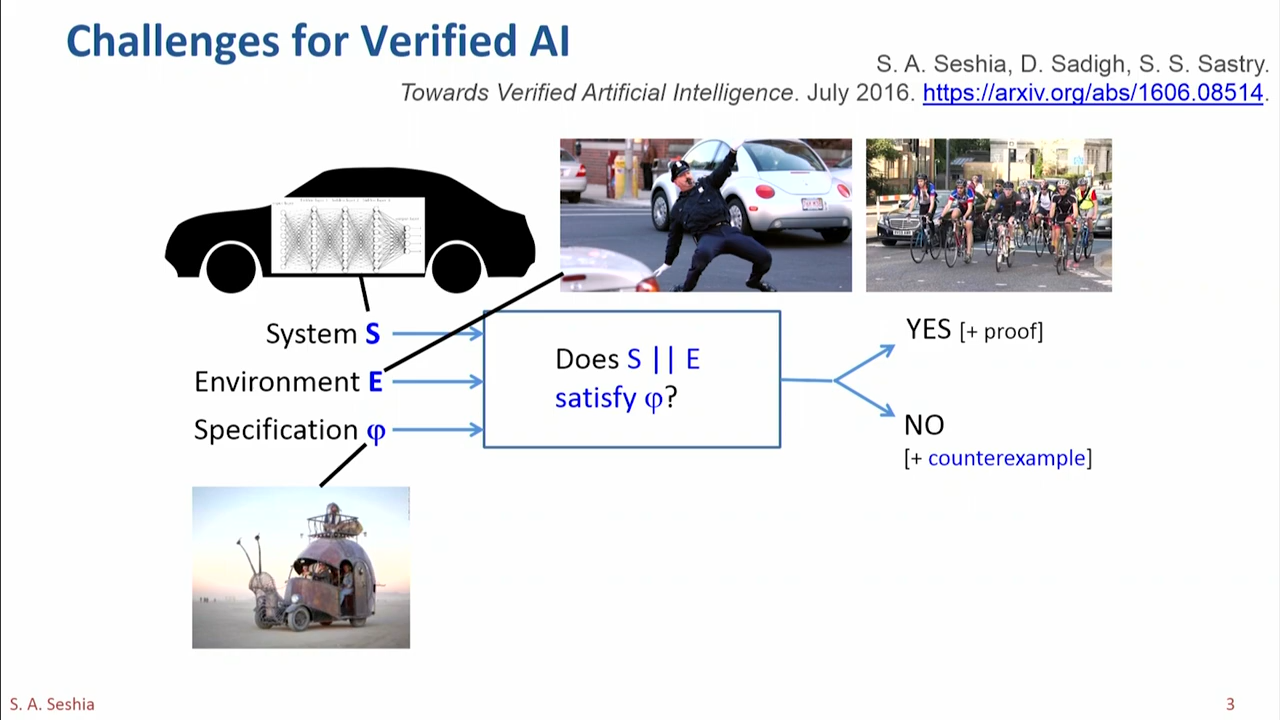 Challenges for Verified AI
S. A. Seshia, D. Sadigh, S. S. Sastry.
Towards Verified Artificial Intelligence. July 2016. https://arxiv.org/abs/1606.08514.
System S
Environment E
Specification φ
Does S || E
satisfy φ?
YES [+ proof]
NO
[+ counterexample]
S. A. Seshia
3